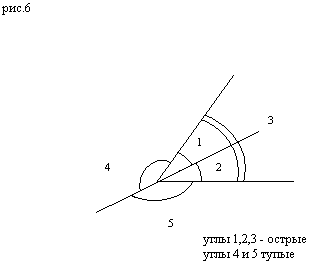 рис.6
3
1
2
4
5
углы 1,2,3 - острые
углы 4 и 5 тупые